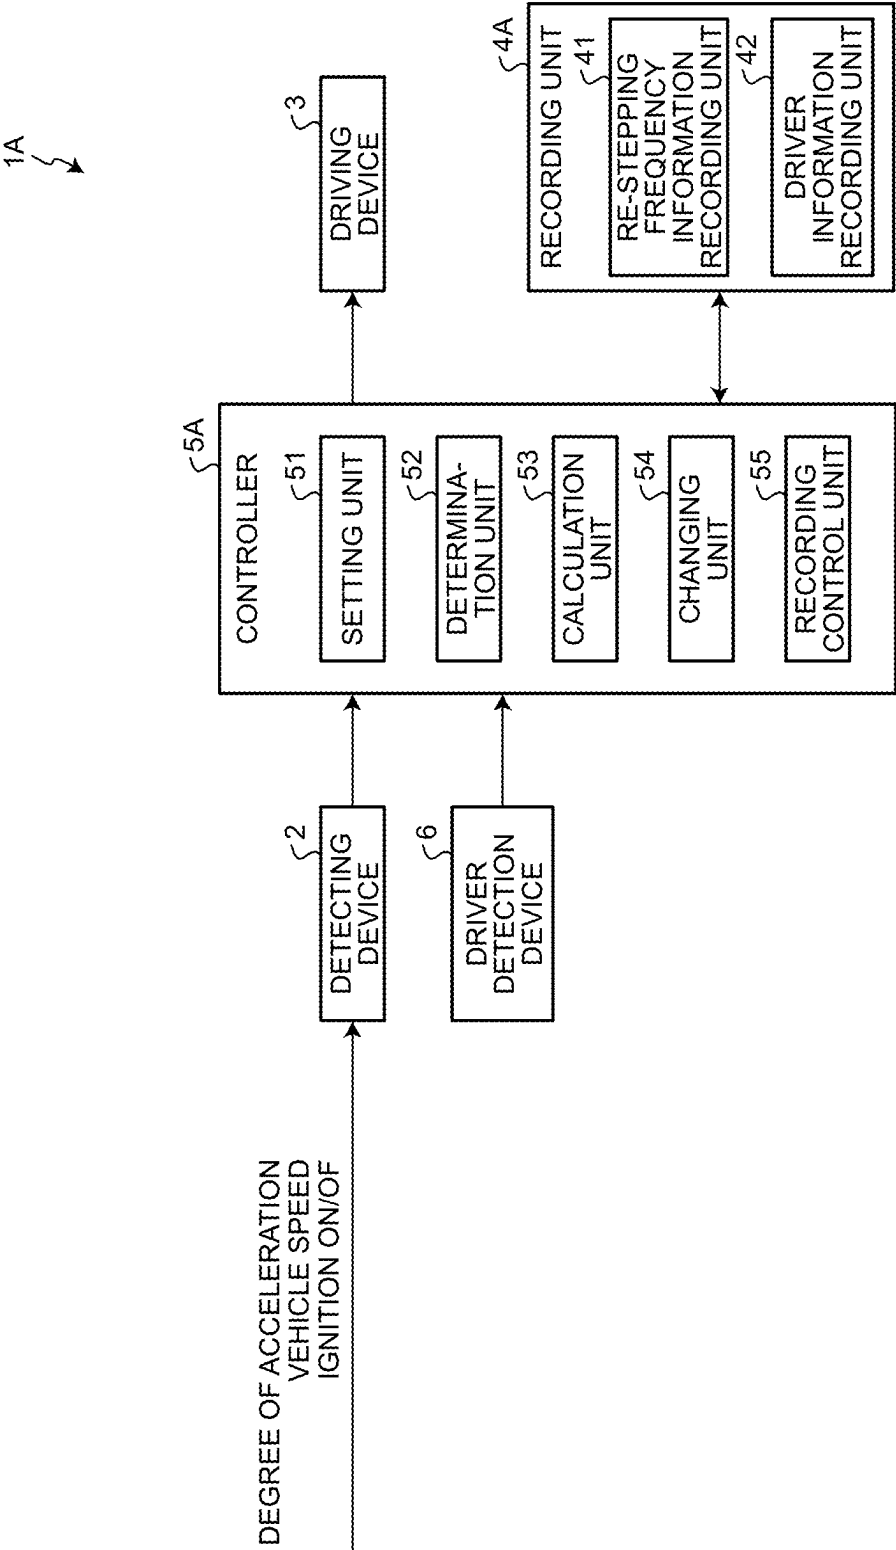 1A
DEGREE OF ACCELERATION
VEHICLE SPEED
IGNITION ON/OF
2
DETECTING
DEVICE
6
DRIVER
DETECTION
DEVICE
5A
CONTROLLER
51
SETTING UNIT
52
DETERMINA-
TION UNIT
53
CALCULATION
UNIT
54
CHANGING
UNIT
55
RECORDING
CONTROL UNIT
3
DRIVING
DEVICE
4A
RECORDING UNIT
41
RE-STEPPING
FREQUENCY
INFORMATION
RECORDING UNIT
42
DRIVER
INFORMATION
RECORDING UNIT